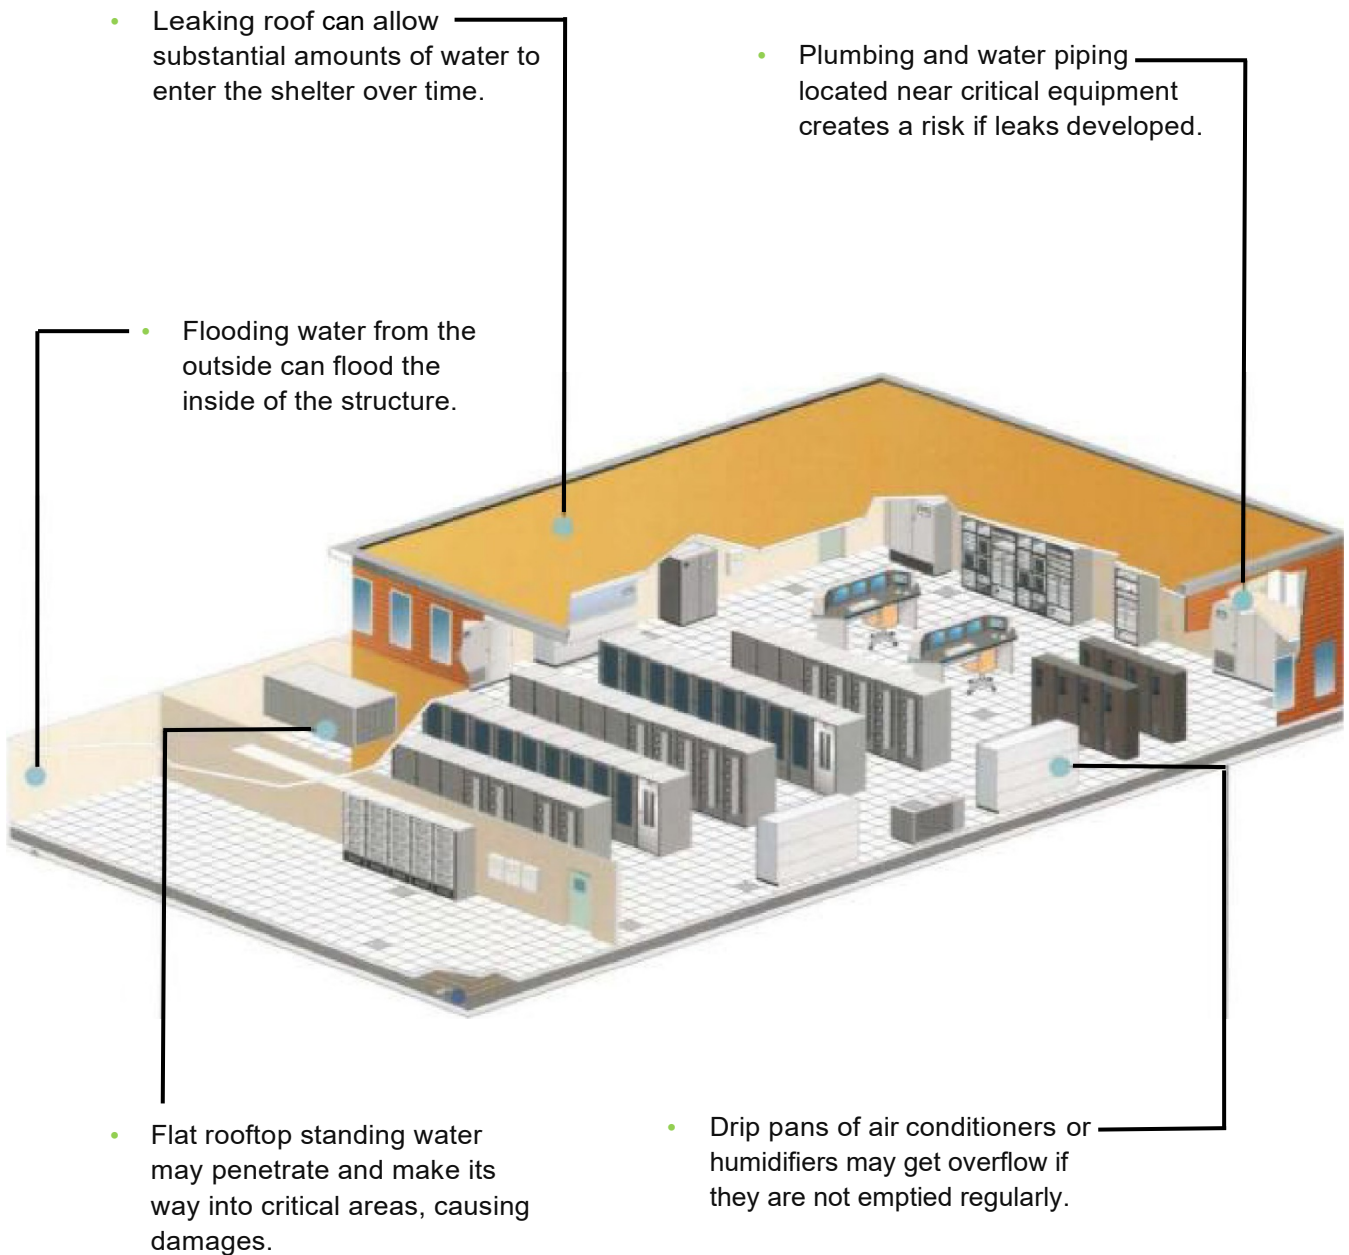 • Leaking roof can allow
substantial amounts of water to
enter the shelter over time.
• Plumbing and water piping
located near critical equipment
creates a risk if leaks developed.
• Flooding water from the
outside can flood the
inside of the structure.
• Flat rooftop standing water
may penetrate and make its
way into critical areas, causing
damages.
• Drip pans of air conditioners or
humidifiers may get overflow if
they are not emptied regularly.